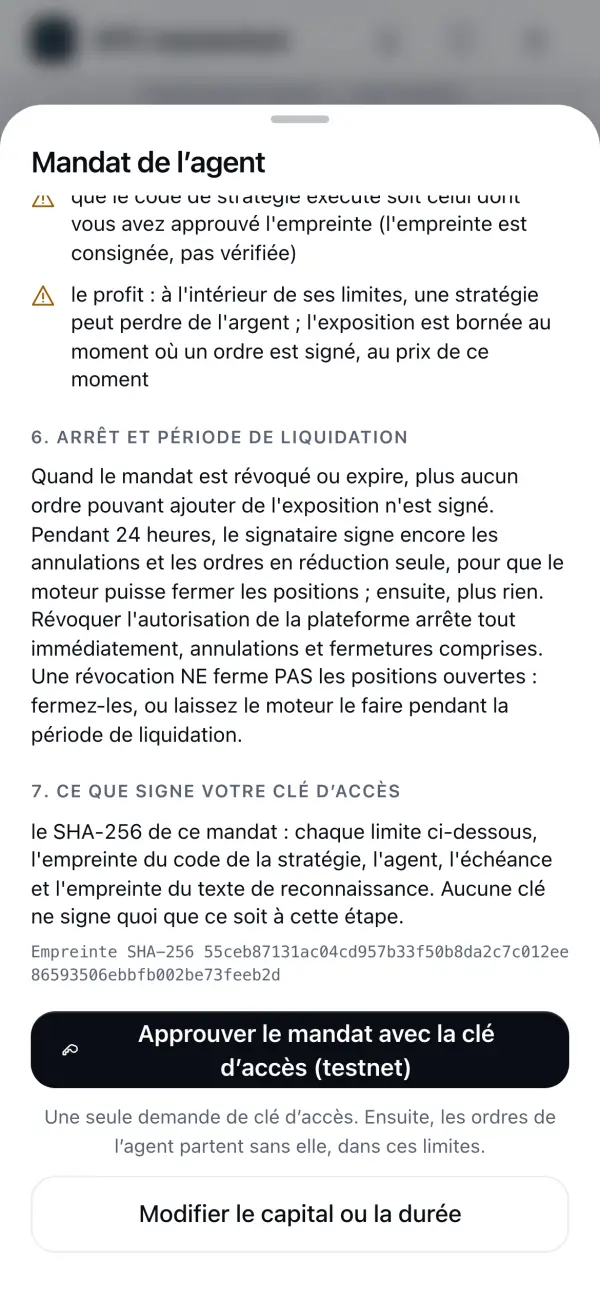 Mandat de l’agent
que le code de stratégie exécuté soit celui dont
vous avez approuvé l'empreinte (l'empreinte est
consignée, pas vérifiée)
le profit : à l'intérieur de ses limites, une stratégie
peut perdre de l'argent ; l'exposition est bornée au
moment où un ordre est signé, au prix de ce
moment
6. ARRÊT ET PÉRIODE DE LIQUIDATION
Quand le mandat est révoqué ou expire, plus aucun
ordre pouvant ajouter de l'exposition n'est signé.
Pendant 24 heures, le signataire signe encore les
annulations et les ordres en réduction seule, pour que le
moteur puisse fermer les positions ; ensuite, plus rien.
Révoquer l'autorisation de la plateforme arrête tout
immédiatement, annulations et fermetures comprises.
Une révocation NE ferme PAS les positions ouvertes :
fermez-les, ou laissez le moteur le faire pendant la
période de liquidation.
7. CE QUE SIGNE VOTRE CLÉ D’ACCÈS
le SHA-256 de ce mandat : chaque limite ci-dessous,
l'empreinte du code de la stratégie, l'agent, l'échéance
et l'empreinte du texte de reconnaissance. Aucune clé
ne signe quoi que ce soit à cette étape.
Empreinte SHA-256 55ceb87131ac04cd957b33f50b8da2c7c012ee
86593506ebbfb002be73feeb2d
Approuver le mandat avec la clé
d’accès (testnet)
Une seule demande de clé d’accès. Ensuite, les ordres de
l’agent partent sans elle, dans ces limites.
Modifier le capital ou la durée